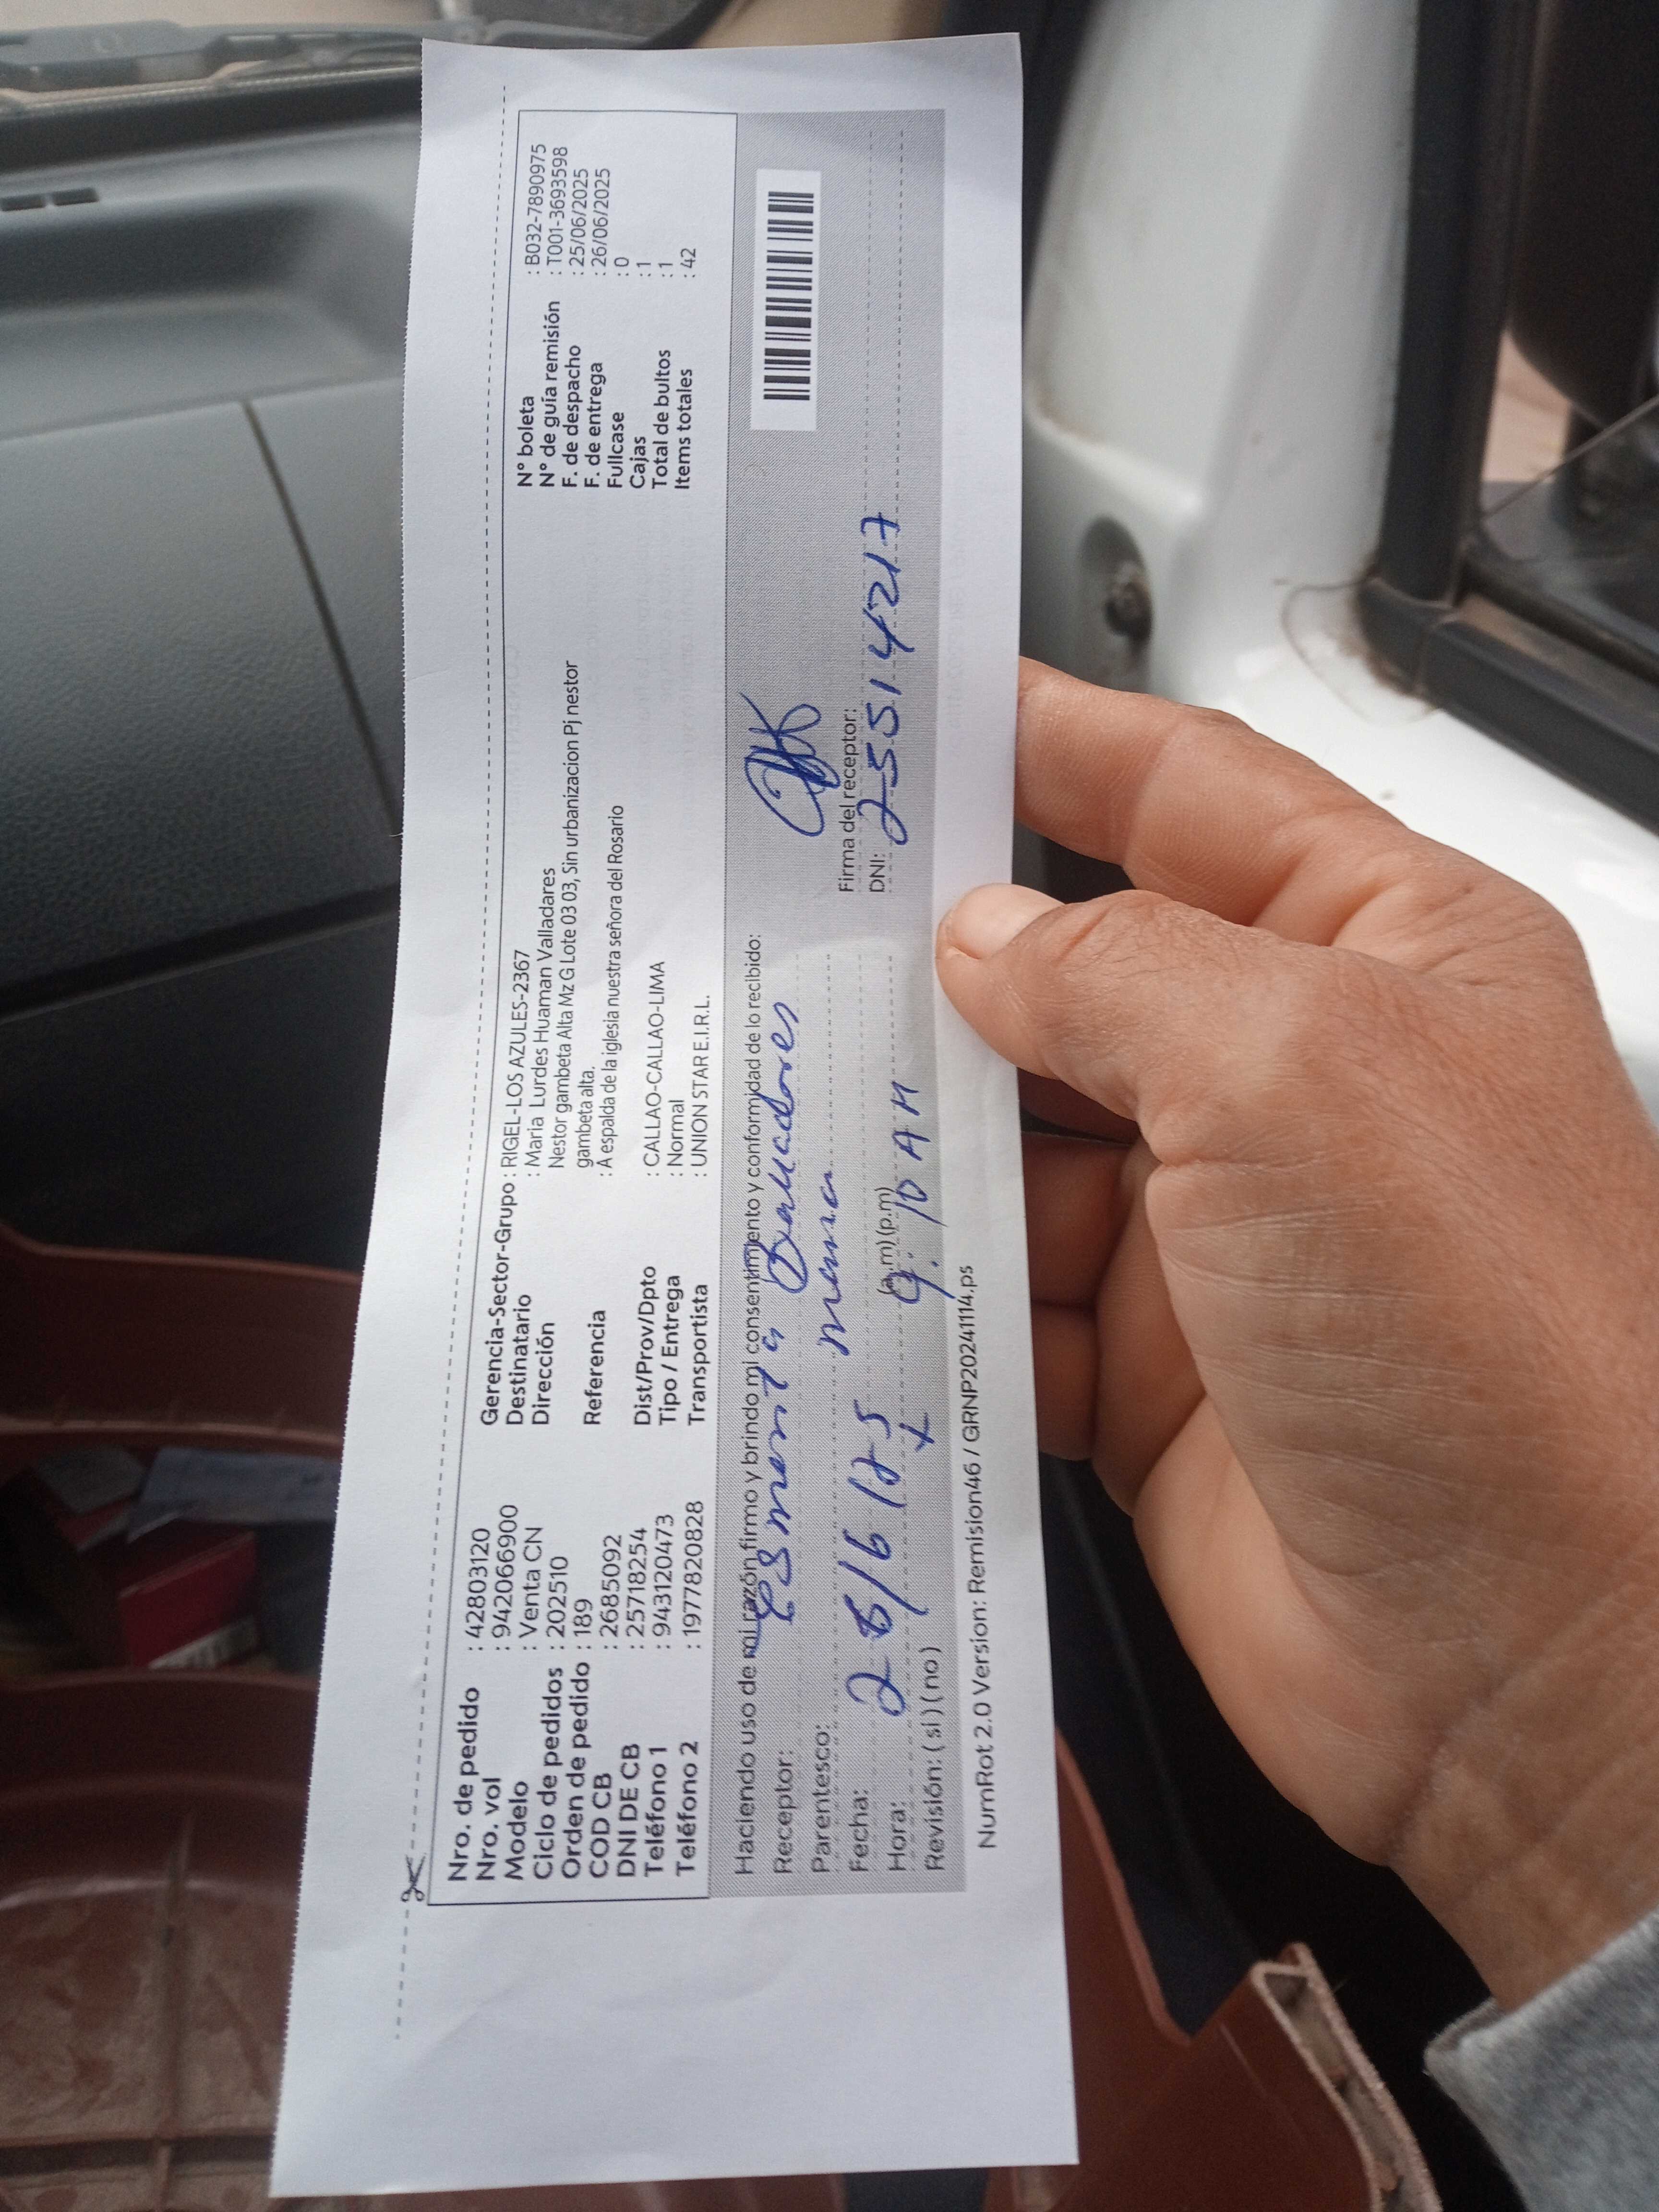 Nro. de pedido : 42803120
Nro. vol : 942066900
Modelo : Venta CN
Ciclo de pedidos : 202510
Orden de pedido : 189
COD CB : 2685092
DNI DE CB : 25718254
Teléfono 1 : 943120473
Teléfono 2 : 1977820828
Gerencia-Sector-Grupo : RIGEL-LOS AZULES-2367
Destinatario : Maria Lurdes Huaman Valladares
Dirección Nestor gambeta Alta Mz G Lote 03 03, Sin urbanizacion Pj nestor
gambeta alta.
Referencia : A espalda de la iglesia nuestra señora del Rosario
Dist/Prov/Dpto : CALLAO-CALLAO-LIMA
Tipo / Entrega : Normal
Transportista : UNION STAR E.I.R.L.
N° boleta : B032-7890975
N° de guía remisión : T001-3693598
F. de despacho : 25/06/2025
F. de entrega : 26/06/2025
Fullcase : 0
Cajas : 1
Total de bultos : 1
Items totales : 42
Haciendo uso de mi razón firmo y brindo mi consentimiento y conformidad de lo recibido:
Receptor:
Parentesco:
Fecha: 26/6/25
Hora: (a.m) (p.m) 9:10 AM
Revisión: ( si ) ( no )
Firma del receptor:
DNI: 25514217
NumRot 2.0 Version: Remision46 / GRNP20241114.ps